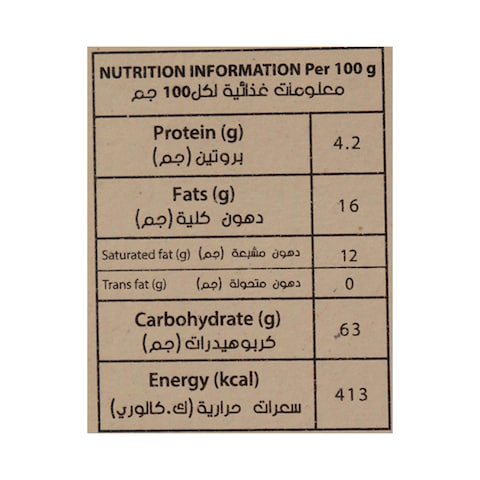 NUTRITION INFORMATION Per 100 g
معلومات غذائية لكل100 جم
Protein (g)
بروتين (جم)
4.2
Fats (g)
دهون كلية (جم)
16
Saturated fat (g) دهون مشبعة (جم)
12
Trans fat (g) دهون متحولة (جم)
0
Carbohydrate (g)
كربوهيدرات (جم)
63
Energy (kcal)
سعرات حرارية (ك.كالوري)
413